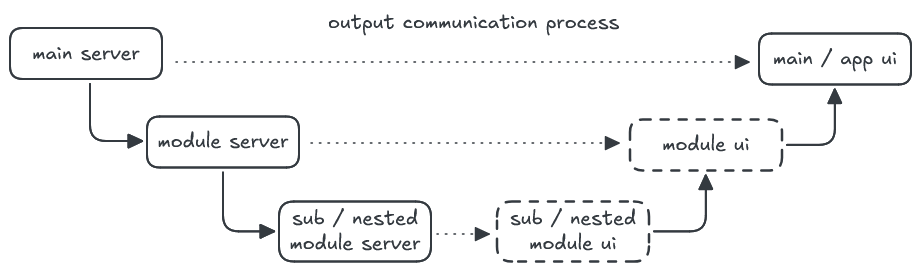 output communication process
main server
main / app ui
module server
module ui
sub / nested
module server
sub / nested
module ui